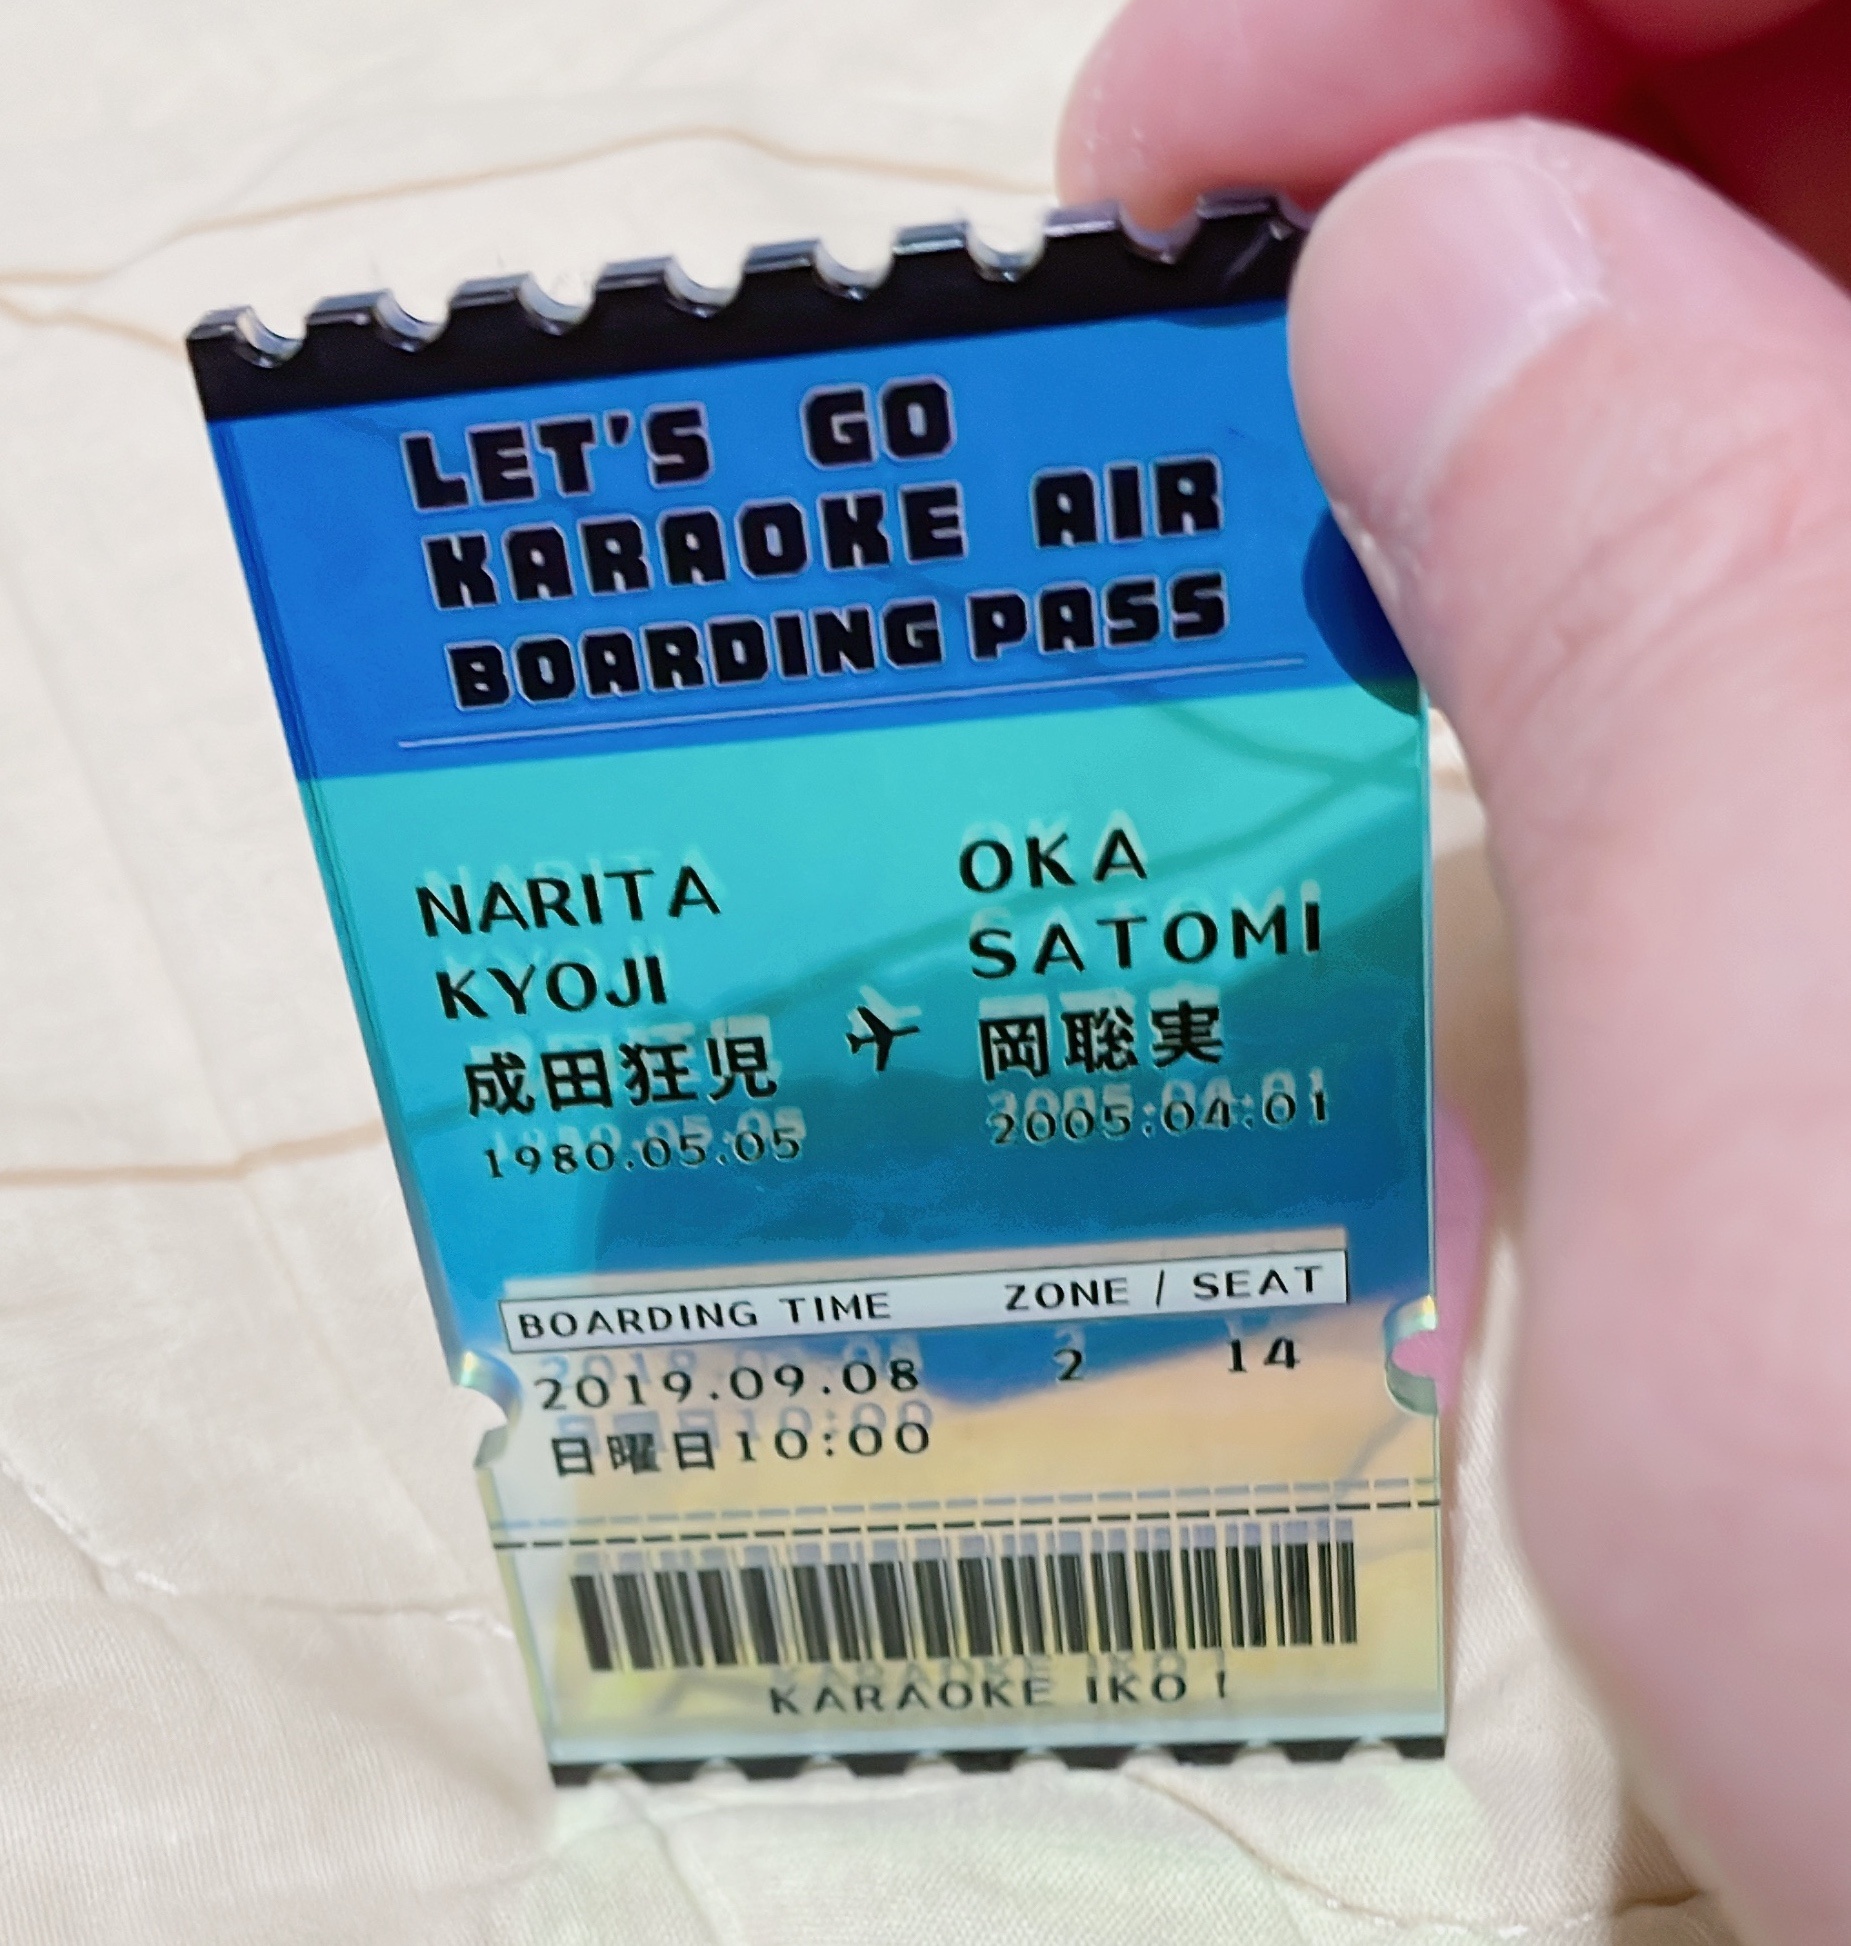 LET'S GO
KARAOKE AIR
BOARDING PASS
NARITA
KYOJI
成田狂児
1980.05.05
OKA
SATOMI
岡聡実
2005.04.01
BOARDING TIME ZONE / SEAT
2019.09.08 2 14
日曜日10:00
KARAOKE IKO !